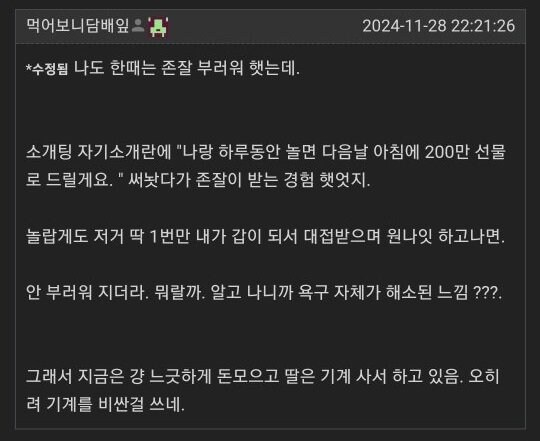 먹어보니담배잎 2024-11-28 22:21:26
*수정됨 나도 한때는 존잘 부러워 햇는데.
소개팅 자기소개란에 "나랑 하루동안 놀면 다음날 아침에 200만 선물
로 드릴게요. " 써놧다가 존잘이 받는 경험 햇엇지.
놀랍게도 저거 딱 1번만 내가 갑이 되서 대접받으며 원나잇 하고나면.
안 부러워 지더라. 뭐랄까. 알고 나니까 욕구 자체가 해소된 느낌 ???.
그래서 지금은 걍 느긋하게 돈모으고 딸은 기계 사서 하고 있음. 오히
려 기계를 비싼걸 쓰네.